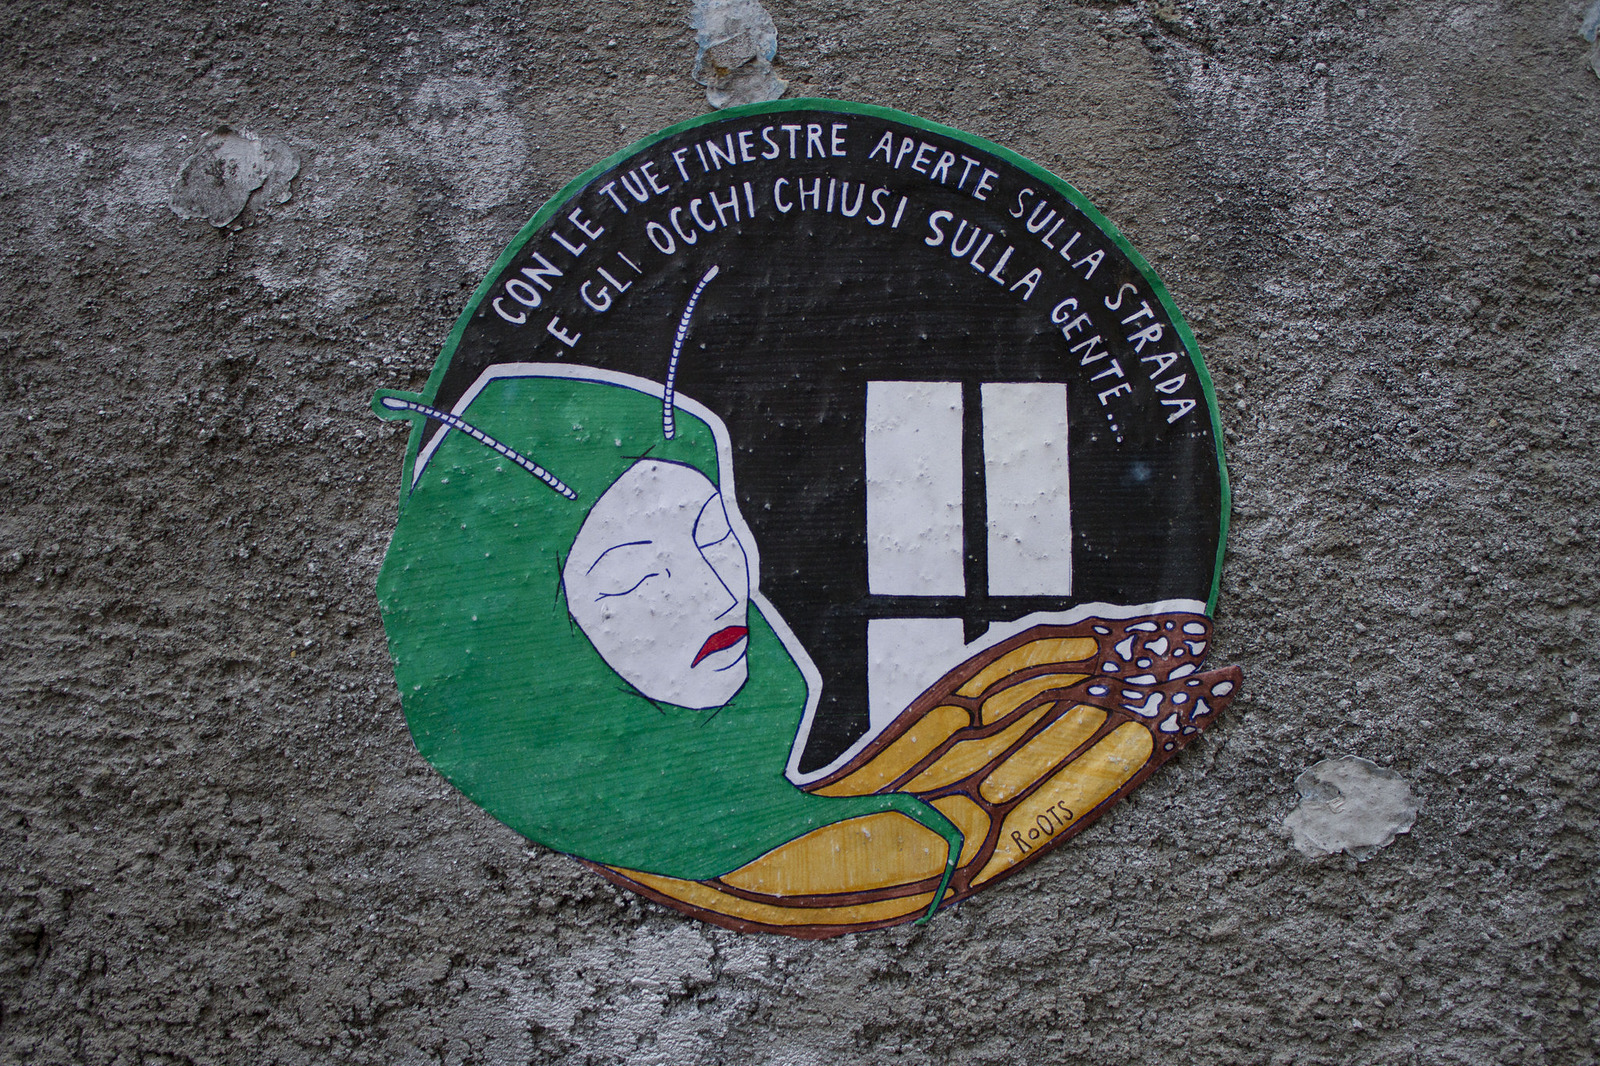 CON LE TUE FINESTRE APERTE SULLA STRADA
E GLI OCCHI CHIUSI SULLA GENTE...
ROOTS